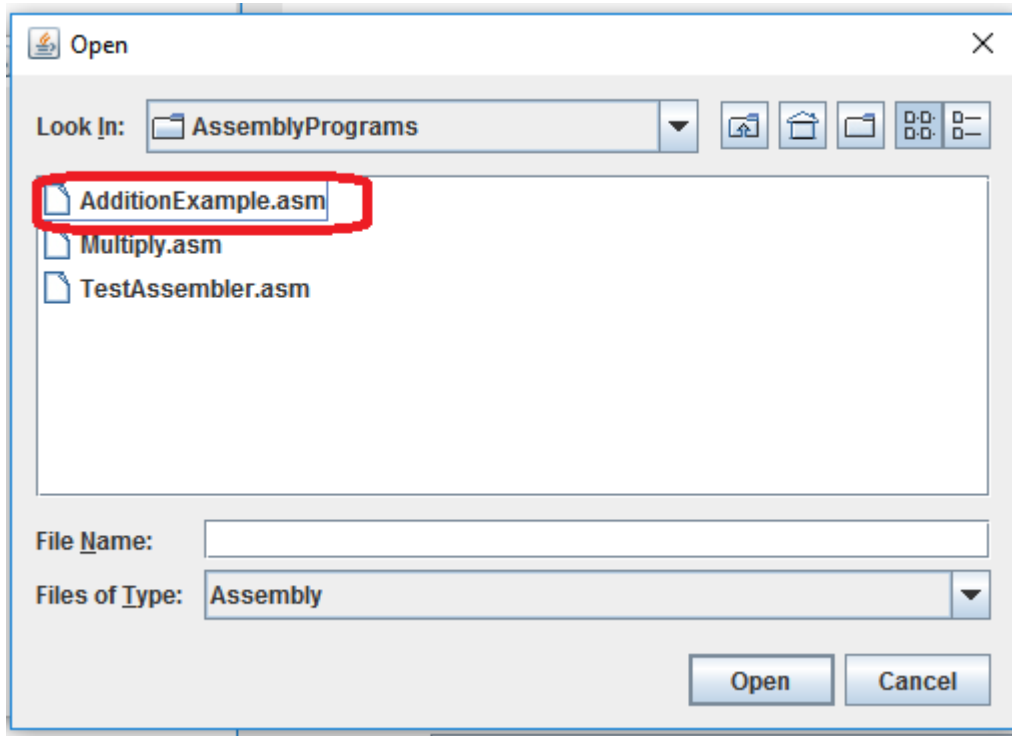 Open
Look In: AssemblyPrograms
AdditionExample.asm
Multiply.asm
TestAssembler.asm
File Name:
Files of Type: Assembly
Open Cancel